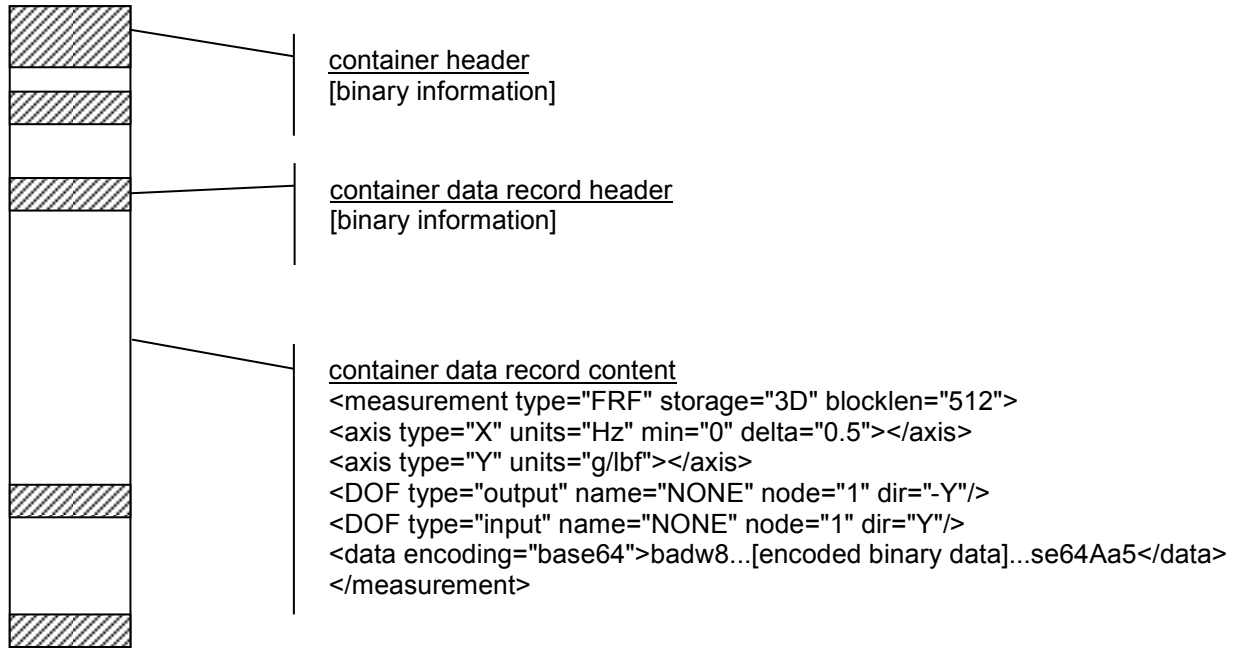 container header
[binary information]
container data record header
[binary information]
container data record content
<measurement type="FRF" storage="3D" blocklen="512">
<axis type="X" units="Hz" min="0" delta="0.5"></axis>
<axis type="Y" units="g/lbf"></axis>
<DOF type="output" name="NONE" node="1" dir="-Y"/>
<DOF type="input" name="NONE" node="1" dir="Y"/>
<data encoding="base64">badw8...[encoded binary data]...se64Aa5</data>
</measurement>